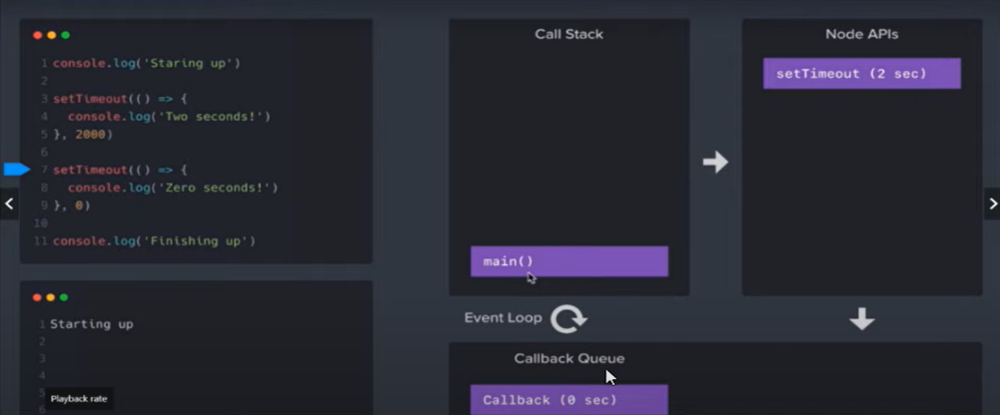 1 console.log('Staring up')
2
3 setTimeout(() => {
4 console.log('Two seconds!')
5 }, 2000)
6
7 setTimeout(() => {
8 console.log('Zero seconds!')
9 }, 0)
10
11 console.log('Finishing up')
1 Starting up
2
3
4
5
6
Playback rate
Call Stack
main()
Node APIs
setTimeout (2 sec)
Event Loop
Callback Queue
Callback (0 sec)